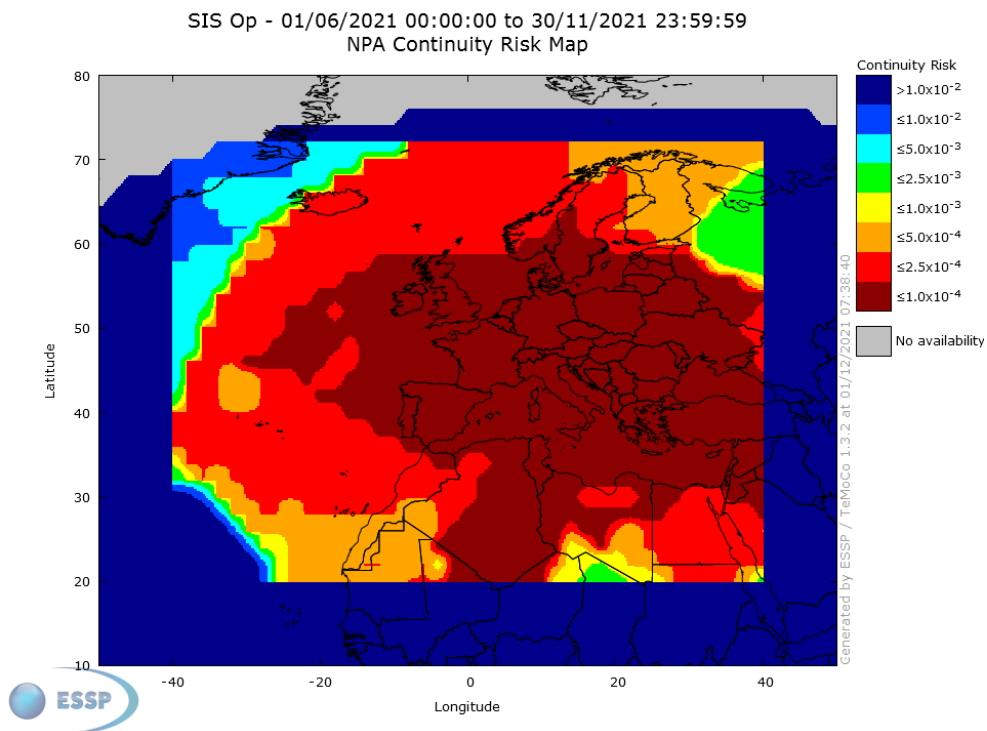 SIS Op - 01/06/2021 00:00:00 to 30/11/2021 23:59:59
NPA Continuity Risk Map
Continuity Risk
>1.0x10-2
≤1.0x10-2
≤5.0x10-3
≤2.5x10-3
≤1.0x10-3
≤5.0x10-4
≤2.5x10-4
≤1.0x10-4
No availability
Latitude
80
70
60
50
40
30
20
10
-40
-20
0
20
40
Longitude
Generated by ESSP / TeMoCo 1.3.2 at 01/12/2021 07:38:40
ESSP